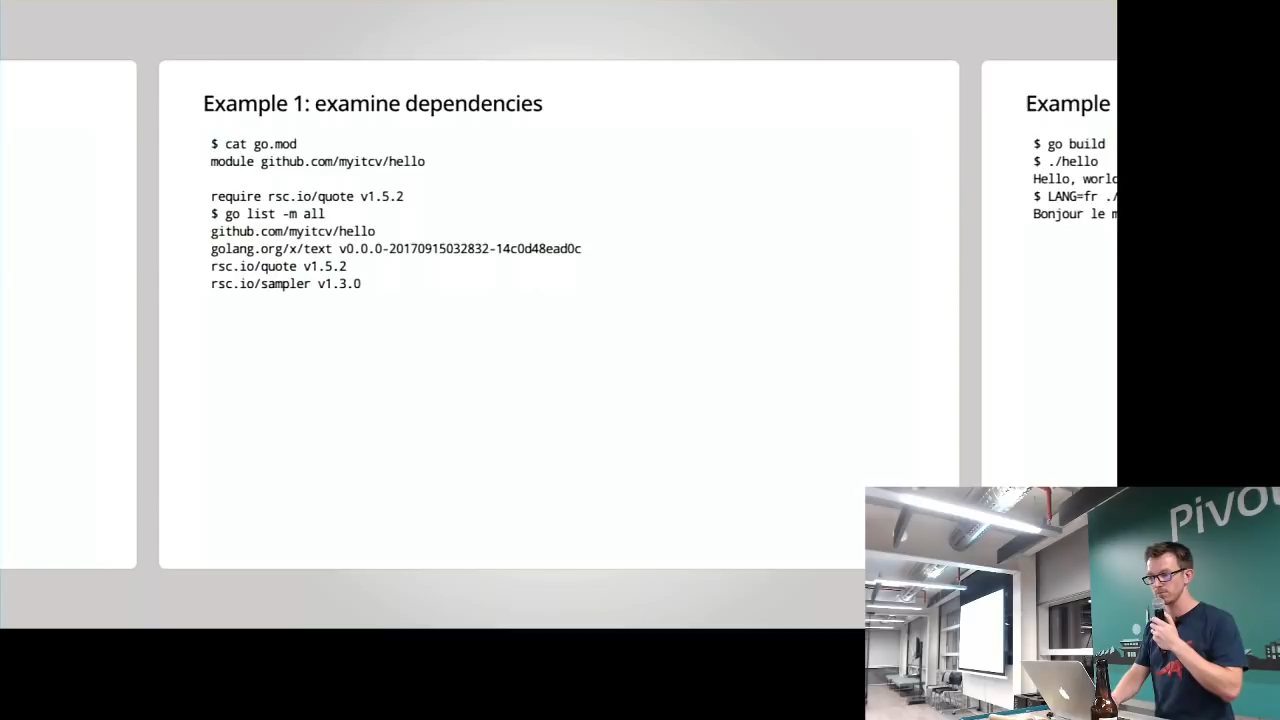 Example 1: examine dependencies
$ cat go.mod
module github.com/myitcv/hello
require rsc.io/quote v1.5.2
$ go list -m all
github.com/myitcv/hello
golang.org/x/text v0.0.0-20170915032832-14c0d48ead0c
rsc.io/quote v1.5.2
rsc.io/sampler v1.3.0
Example
$ go build
$ ./hello
Hello, worl
$ LANG=fr ./
Bonjour le
Pivo